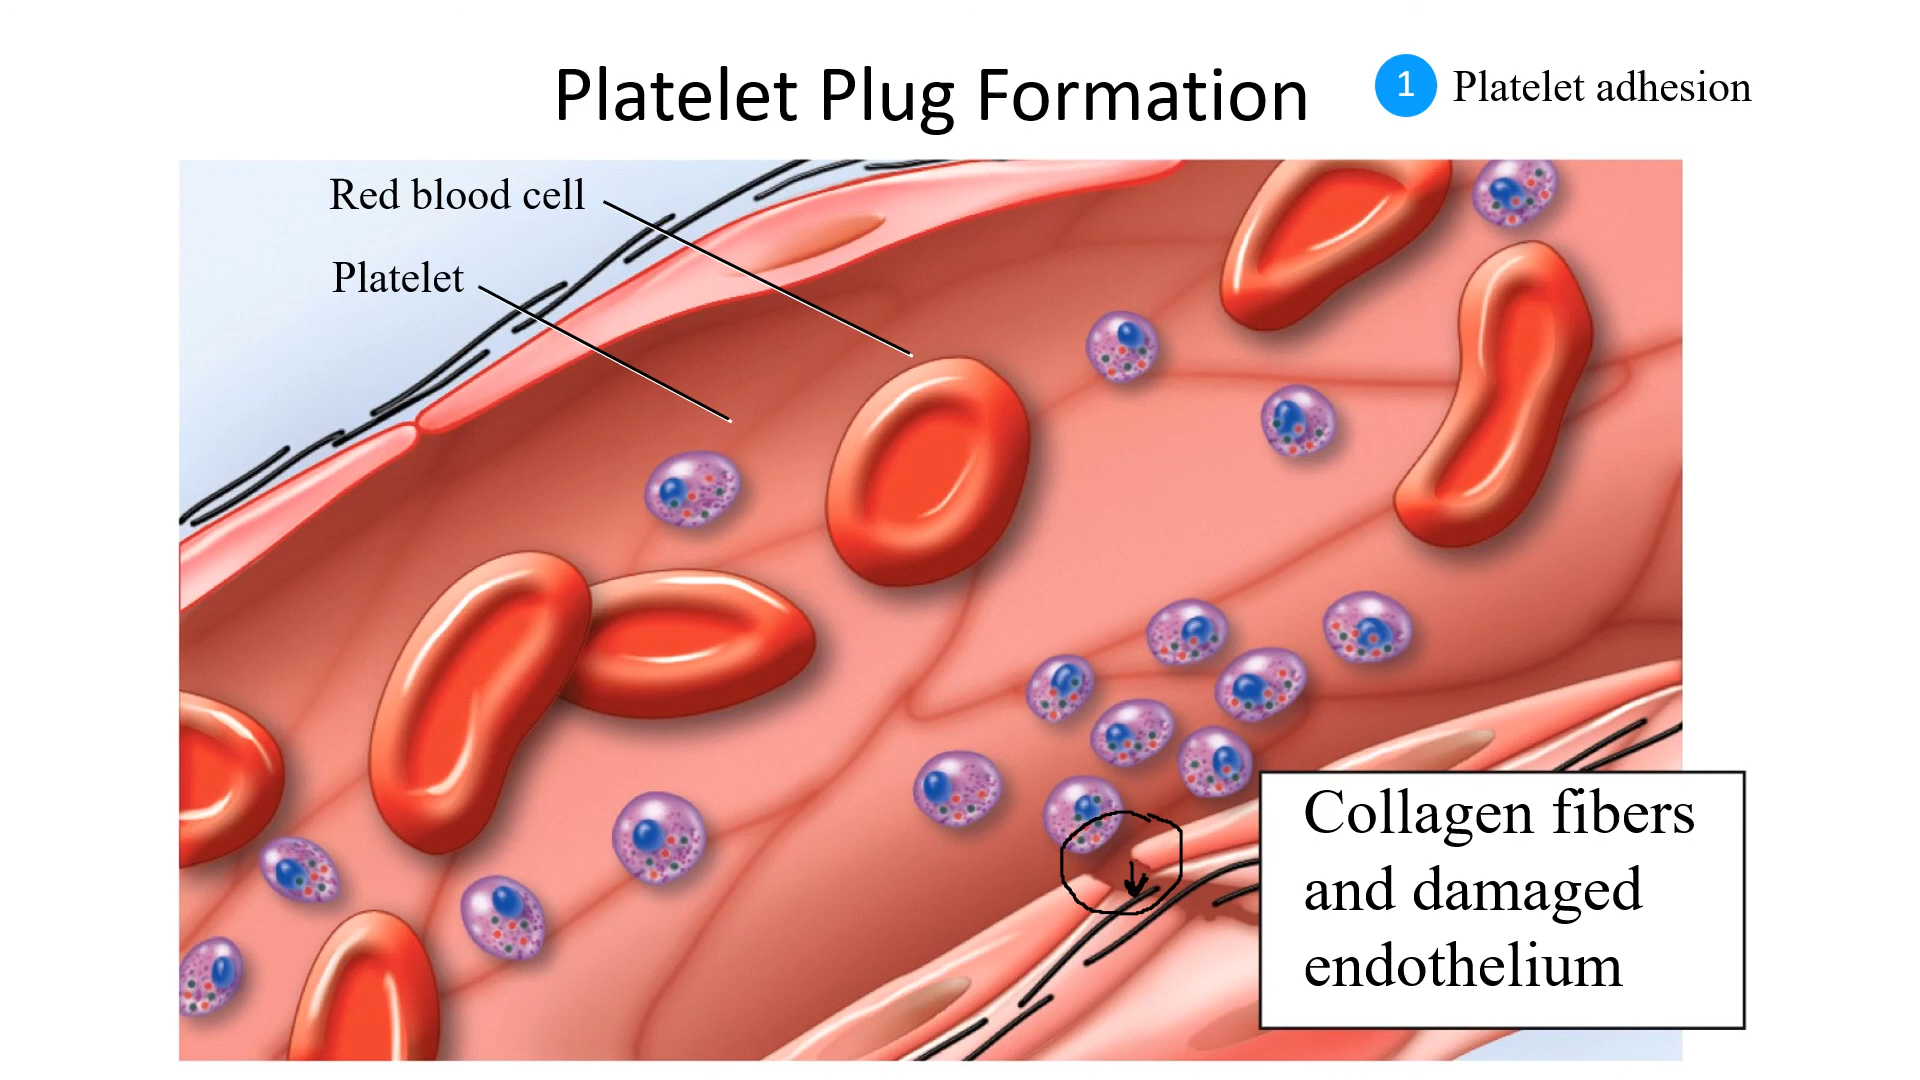 Platelet Plug Formation
1 Platelet adhesion
Red blood cell
Platelet
Collagen fibers
and damaged
endothelium